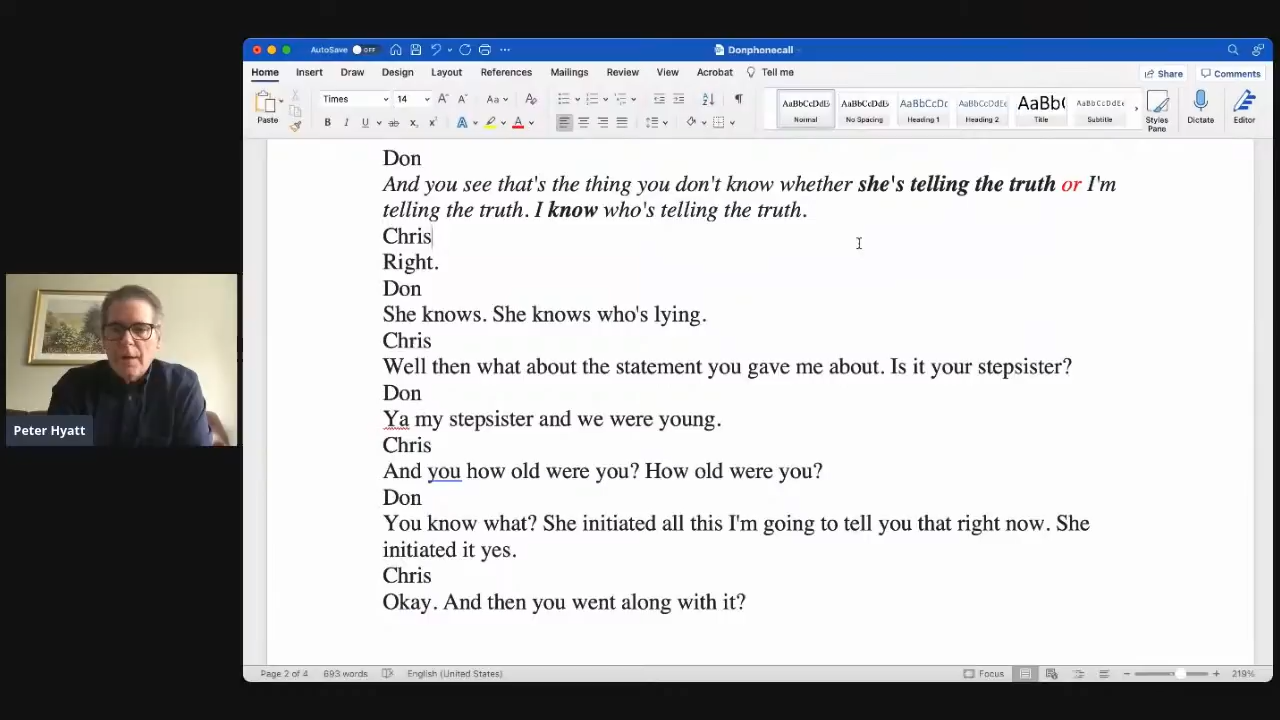 AutoSave OFF
Donphonecall
Home Insert Draw Design Layout References Mailings Review View Acrobat Tell me
Share Comments
Paste
Times 14
AaBbCcDdEe AaBbCcDdEe AaBbCcDc AaBbCcDdEe AaBb( AaBbCcDdEe
Normal No Spacing Heading 1 Heading 2 Title Subtitle
Styles Pane
Dictate
Editor
Don
And you see that's the thing you don't know whether she's telling the truth or I'm
telling the truth. I know who's telling the truth.
Chris
Right.
Don
She knows. She knows who's lying.
Chris
Well then what about the statement you gave me about. Is it your stepsister?
Don
Ya my stepsister and we were young.
Chris
And you how old were you? How old were you?
Don
You know what? She initiated all this I'm going to tell you that right now. She
initiated it yes.
Chris
Okay. And then you went along with it?
Peter Hyatt
Page 2 of 4 693 words English (United States) Focus 219%